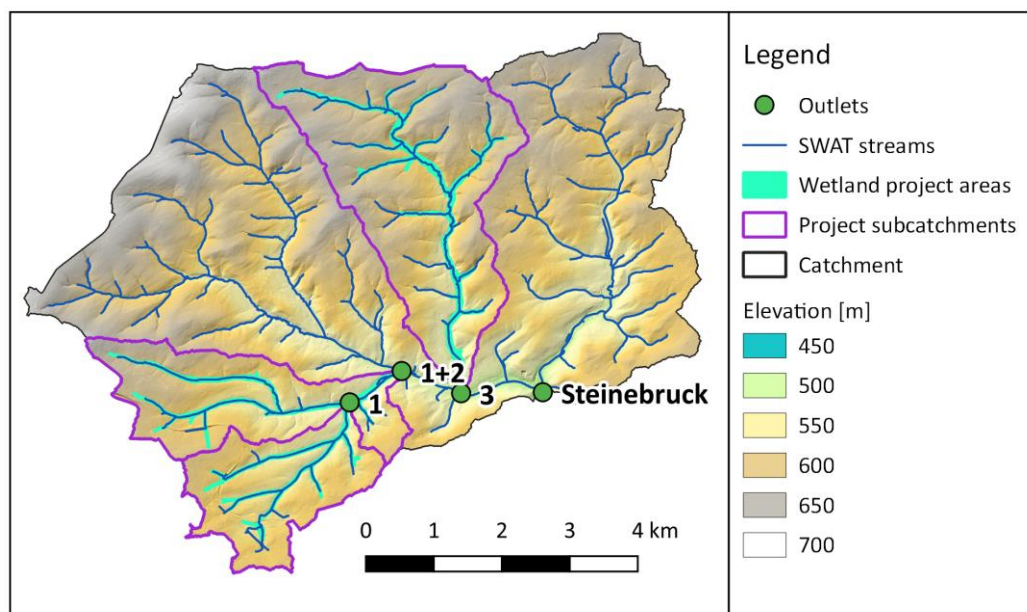 1+2
1
3
Steinebruck
0 1 2 3 4 km
Legend
Outlets
SWAT streams
Wetland project areas
Project subcatchments
Catchment
Elevation [m]
450
500
550
600
650
700